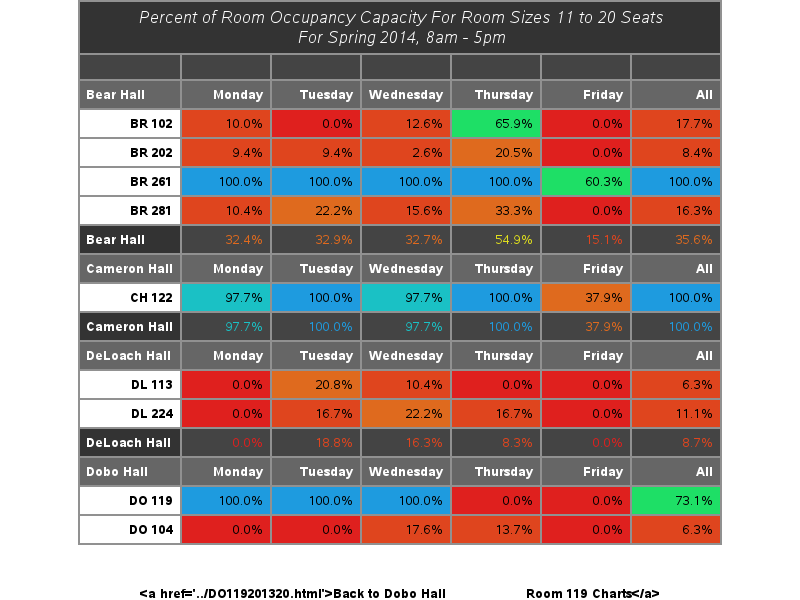 Percent of Room Occupancy Capacity For Room Sizes 11 to 20 Seats
For Spring 2014, 8am - 5pm
Bear Hall Monday Tuesday Wednesday Thursday Friday All
BR 102 10.0% 0.0% 12.6% 65.9% 0.0% 17.7%
BR 202 9.4% 9.4% 2.6% 20.5% 0.0% 8.4%
BR 261 100.0% 100.0% 100.0% 100.0% 60.3% 100.0%
BR 281 10.4% 22.2% 15.6% 33.3% 0.0% 16.3%
Bear Hall 32.4% 32.9% 32.7% 54.9% 15.1% 35.6%
Cameron Hall Monday Tuesday Wednesday Thursday Friday All
CH 122 97.7% 100.0% 97.7% 100.0% 37.9% 100.0%
Cameron Hall 97.7% 100.0% 97.7% 100.0% 37.9% 100.0%
DeLoach Hall Monday Tuesday Wednesday Thursday Friday All
DL 113 0.0% 20.8% 10.4% 0.0% 0.0% 6.3%
DL 224 0.0% 16.7% 22.2% 16.7% 0.0% 11.1%
DeLoach Hall 0.0% 18.8% 16.3% 8.3% 0.0% 8.7%
Dobo Hall Monday Tuesday Wednesday Thursday Friday All
DO 119 100.0% 100.0% 100.0% 0.0% 0.0% 73.1%
DO 104 0.0% 0.0% 17.6% 13.7% 0.0% 6.3%
<a href='../DO119201320.html'>Back to Dobo Hall Room 119 Charts</a>